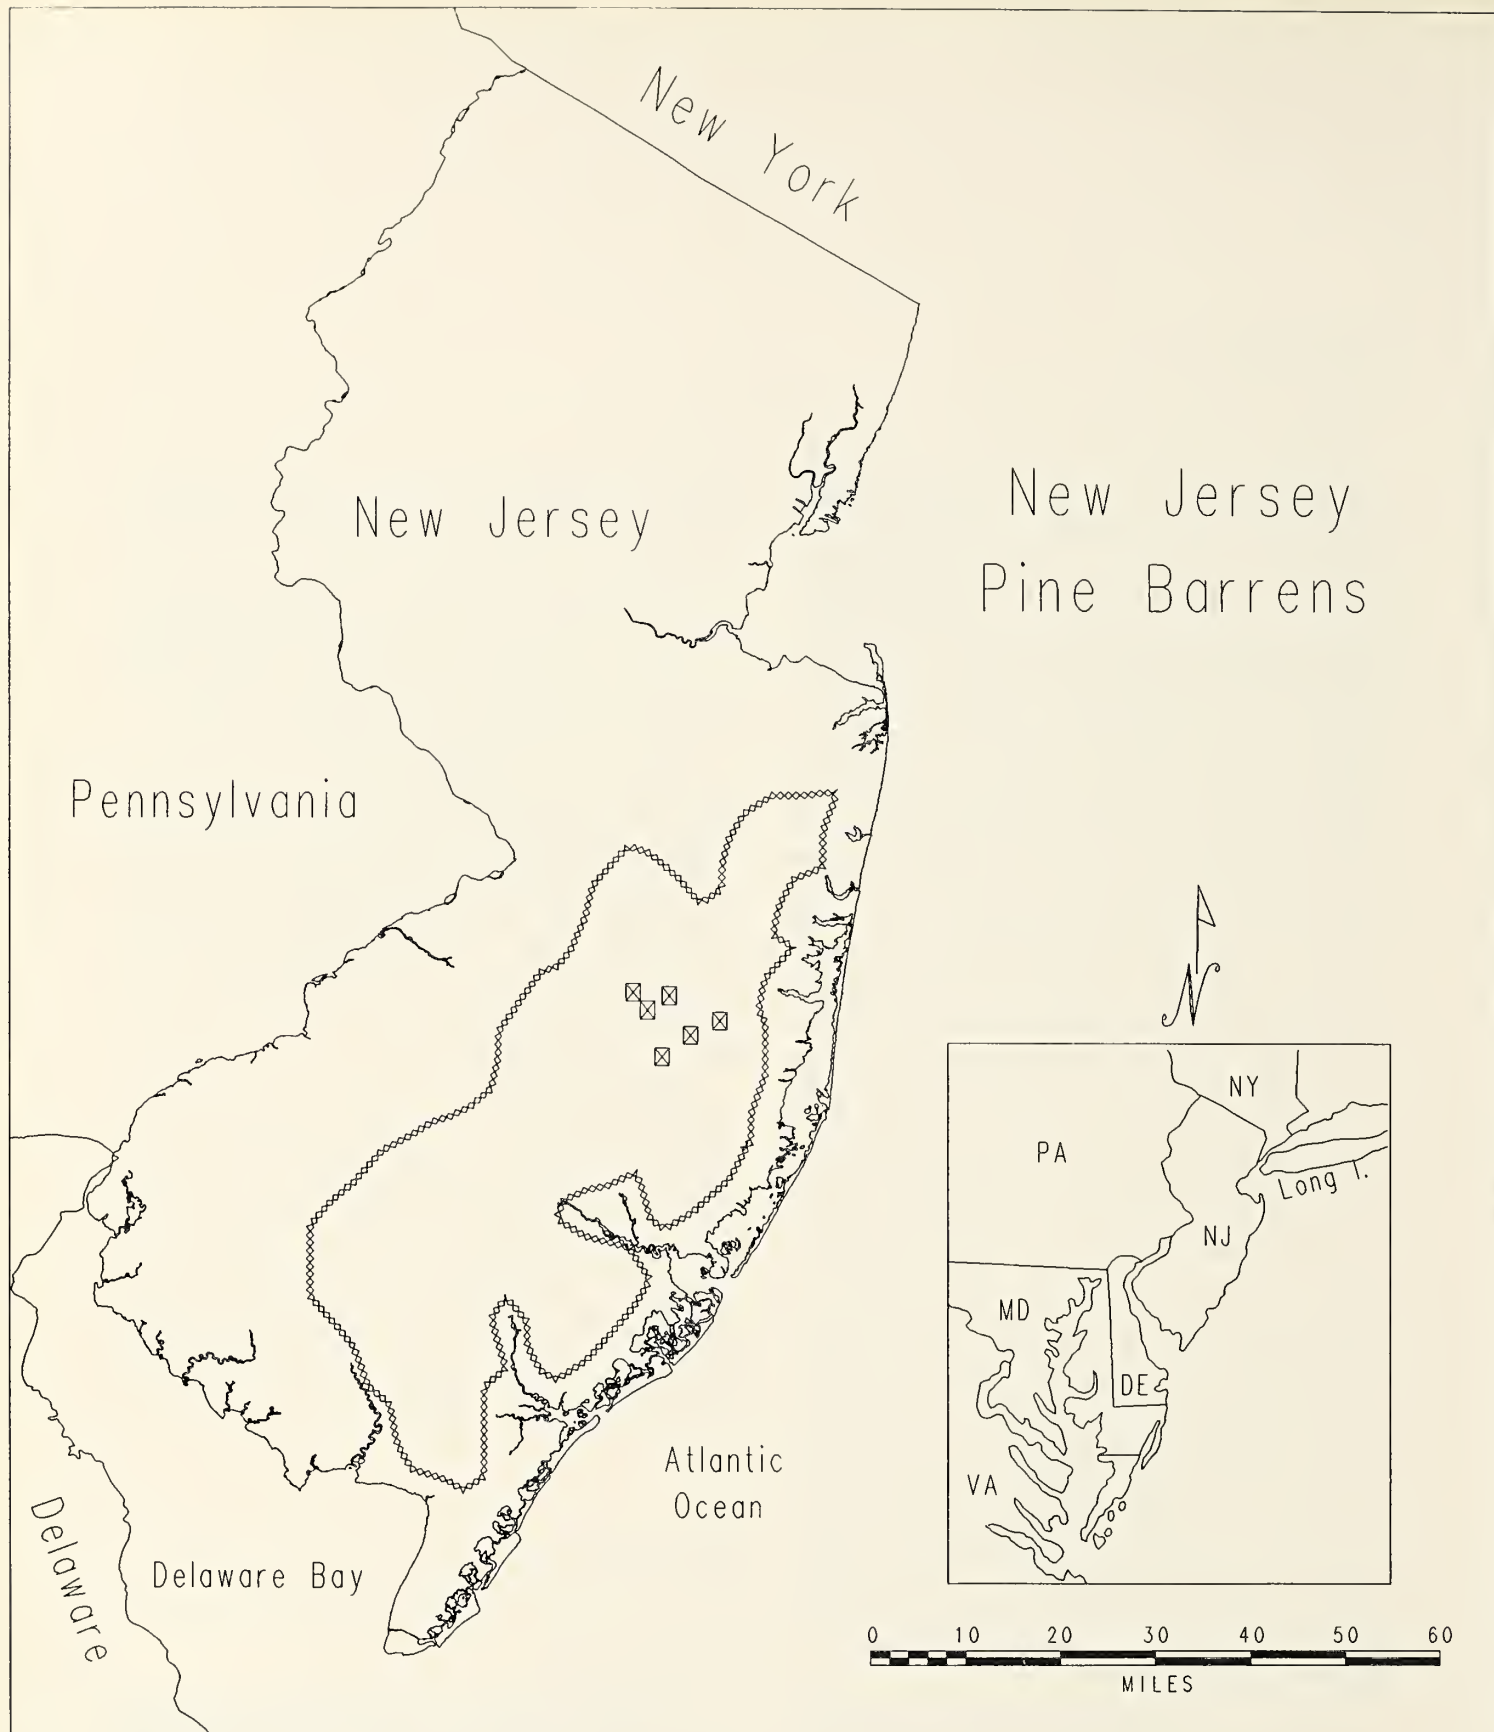 New York
New Jersey
New Jersey
Pine Barrens
Pennsylvania
N
NY
PA
Long I.
NJ
MD
DE
VA
Atlantic
Ocean
Delaware
Delaware Bay
0 10 20 30 40 50 60
MILES